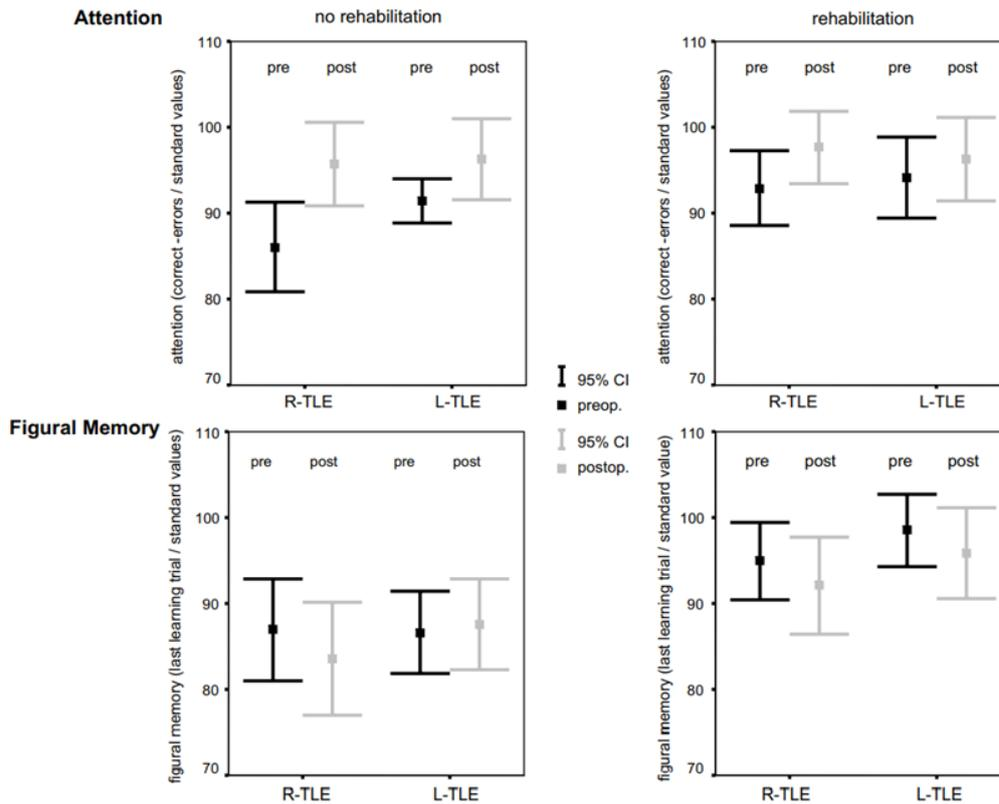 Attention
no rehabilitation
rehabilitation
attention (correct -errors / standard values)
110
100
90
80
70
pre
post
pre
post
R-TLE
L-TLE
attention (correct -errors / standard values)
110
100
90
80
70
pre
post
pre
post
R-TLE
L-TLE
95% CI
preop.
95% CI
postop.
Figural Memory
figural memory (last learning trial / standard values)
110
100
90
80
70
pre
post
pre
post
R-TLE
L-TLE
figural memory (last learning trial / standard value)
110
100
90
80
70
pre
post
pre
post
R-TLE
L-TLE